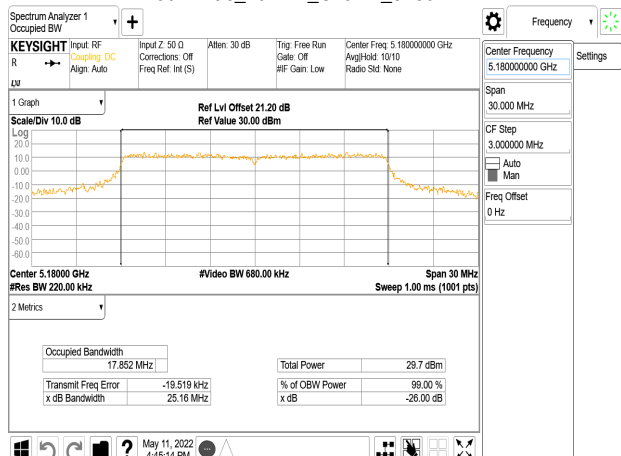 Spectrum Analyzer 1
Occupied BW
Frequency
KEYSIGHT
R
Input: RF
Coupling: DC
Align: Auto
Input Z: 50 Ω
Corrections: Off
Freq Ref: Int (S)
Atten: 30 dB
Trig: Free Run
Gate: Off
#IF Gain: Low
Center Freq: 5.180000000 GHz
Avg|Hold: 10/10
Radio Std: None
Center Frequency
5.180000000 GHz
Settings
Span
30.000 MHz
CF Step
3.000000 MHz
Auto
Man
Freq Offset
0 Hz
1 Graph
Scale/Div 10.0 dB
Ref Lvl Offset 21.20 dB
Ref Value 30.00 dBm
Log
20.0
10.0
0.00
-10.0
-20.0
-30.0
-40.0
-50.0
-60.0
Center 5.18000 GHz
#Video BW 680.00 kHz
Span 30 MHz
#Res BW 220.00 kHz
Sweep 1.00 ms (1001 pts)
2 Metrics
Occupied Bandwidth
17.852 MHz
Total Power 29.7 dBm
Transmit Freq Error -19.519 kHz
% of OBW Power 99.00 %
x dB Bandwidth 25.16 MHz
x dB -26.00 dB
?
May 11, 2022
4:45:14 PM